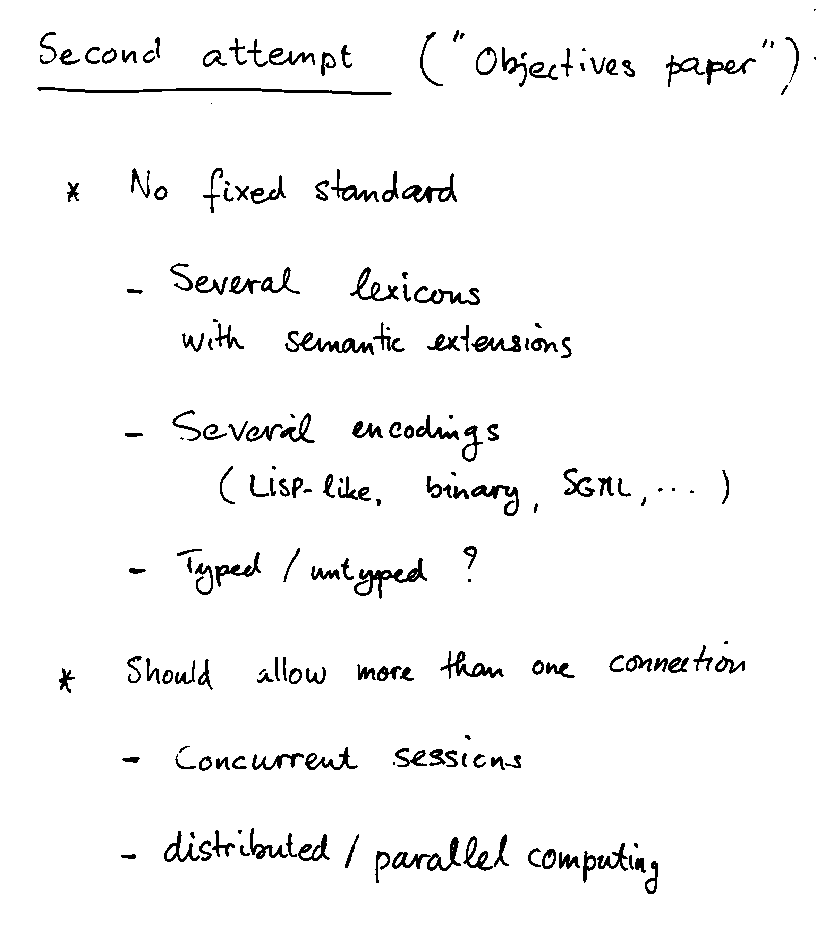 Second attempt ("Objectives paper")
* No fixed standard
- Several lexicons
with semantic extensions
- Several encodings
(Lisp-like, binary, SGML, ... )
- Typed / untyped ?
* Should allow more than one connection
- Concurrent sessions
- distributed / parallel computing